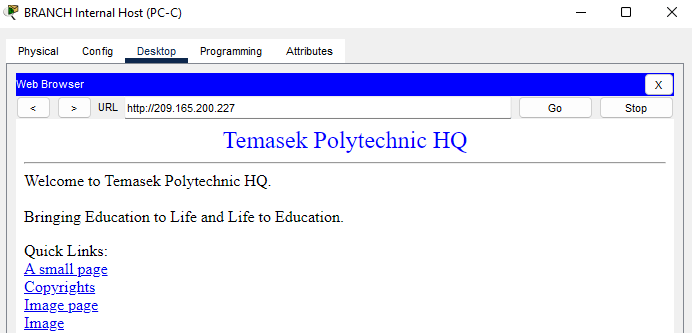 BRANCH Internal Host (PC-C)
Physical Config Desktop Programming Attributes
Web Browser X
< > URL http://209.165.200.227 Go Stop
Temasek Polytechnic HQ
Welcome to Temasek Polytechnic HQ.
Bringing Education to Life and Life to Education.
Quick Links:
A small page
Copyrights
Image page
Image